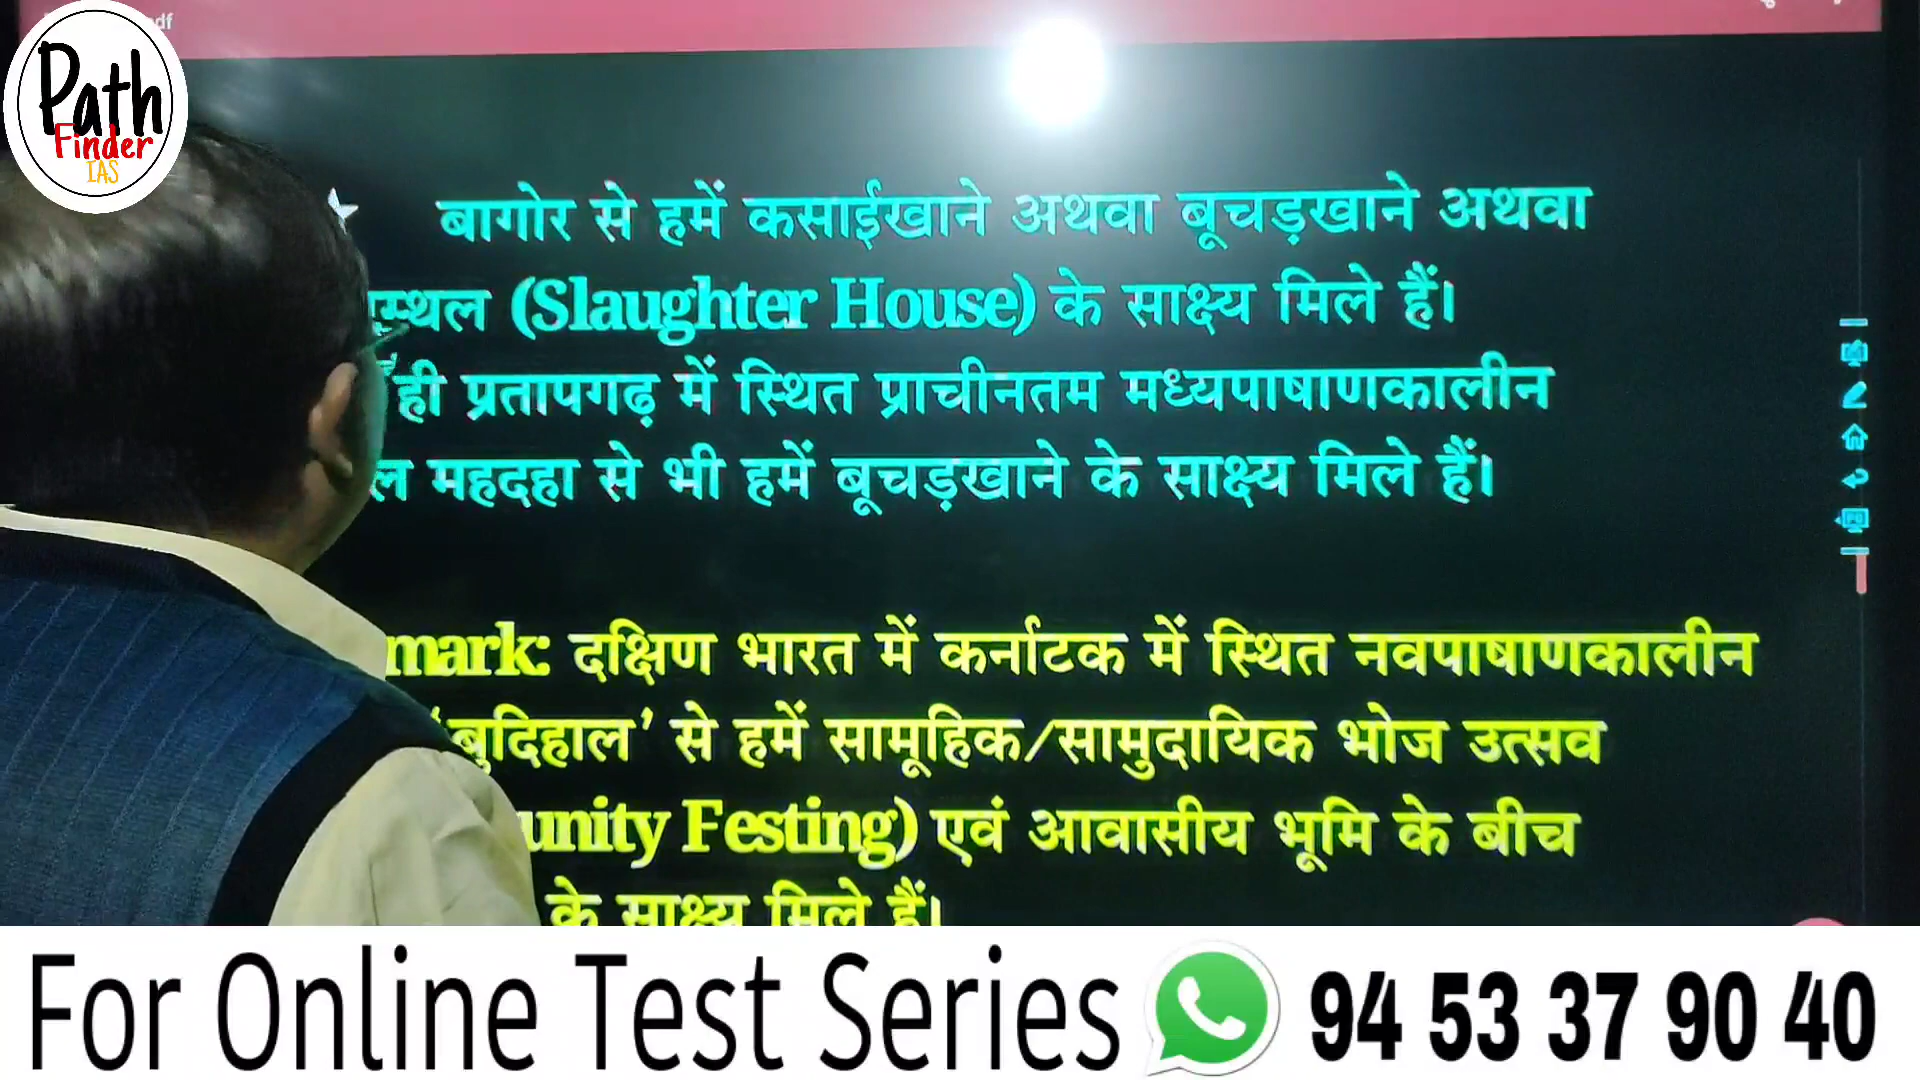 df
Path
Finder
IAS
बागोर से हमें कसाईखाने अथवा बूचड़खाने अथवा
स्थल (Slaughter House) के साक्ष्य मिले हैं।
ही प्रतापगढ़ में स्थित प्राचीनतम मध्यपाषाणकालीन
ल महदहा से भी हमें बूचड़खाने के साक्ष्य मिले हैं।
mark: दक्षिण भारत में कर्नाटक में स्थित नवपाषाणकालीन
'बुदिहाल' से हमें सामूहिक/सामुदायिक भोज उत्सव
unity Festing) एवं आवासीय भूमि के बीच
के साक्ष्य मिले हैं।
For Online Test Series 94 53 37 90 40